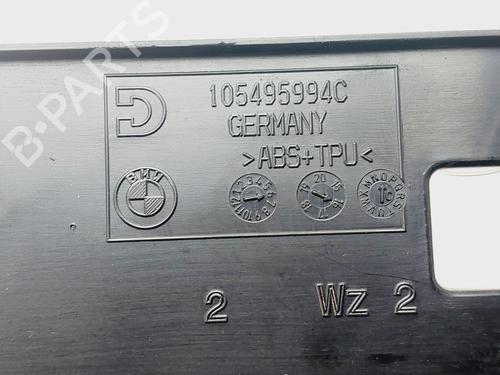 B-PARTS
D
105495994C
GERMANY
>ABS+TPU<
BMW
2 Wz 2